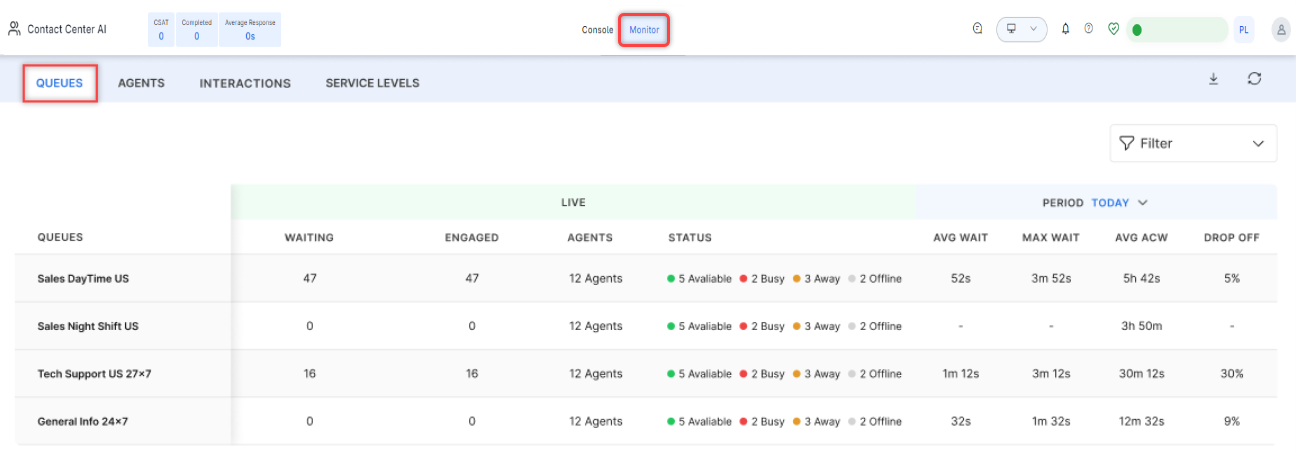 Contact Center AI CSAT 0 Completed 0 Average Response 0s Console Monitor PL
QUEUES AGENTS INTERACTIONS SERVICE LEVELS
Filter
LIVE PERIOD TODAY
QUEUES WAITING ENGAGED AGENTS STATUS AVG WAIT MAX WAIT AVG ACW DROP OFF
Sales DayTime US 47 47 12 Agents 5 Avaliable 2 Busy 3 Away 2 Offline 52s 3m 52s 5h 42s 5%
Sales Night Shift US 0 0 12 Agents 5 Avaliable 2 Busy 3 Away 2 Offline - - 3h 50m -
Tech Support US 27×7 16 16 12 Agents 5 Avaliable 2 Busy 3 Away 2 Offline 1m 12s 3m 12s 30m 12s 30%
General Info 24×7 0 0 12 Agents 5 Avaliable 2 Busy 3 Away 2 Offline 32s 1m 32s 12m 32s 9%